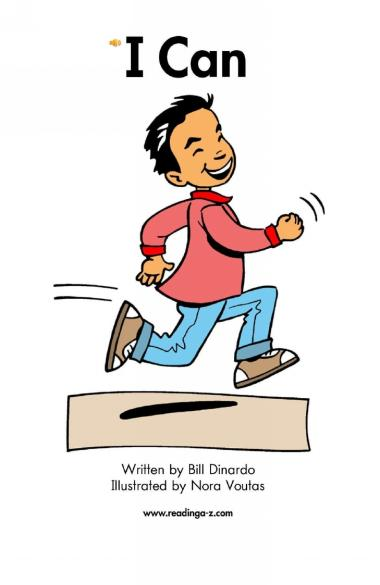 I Can
Written by Bill Dinardo
Illustrated by Nora Voutas
www.readinga-z.com